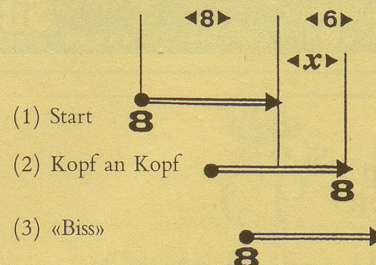 ◄8► ◄6►
◄x►
(1) Start
8
(2) Kopf an Kopf
8
(3) «Biss»
8